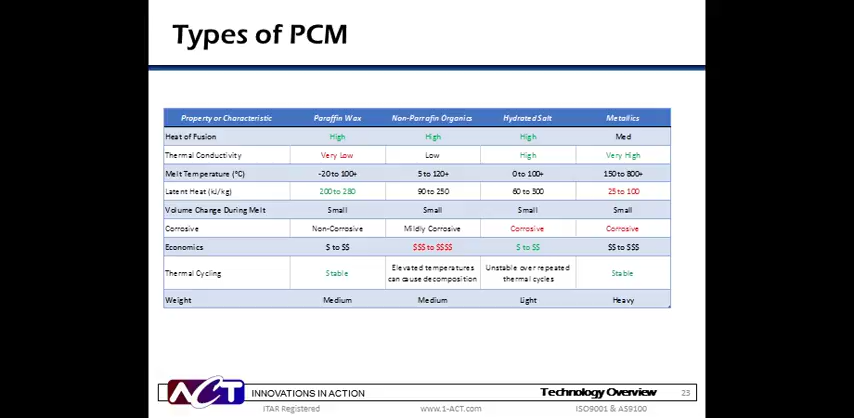 Types of PCM
Property or Characteristic Paraffin Wax Non-Parrafin Organics Hydrated Salt Metallics
Heat of Fusion High High High Med
Thermal Conductivity Very Low Low High Very High
Melt Temperature (°C) -20 to 100+ 5 to 120+ 0 to 100+ 150 to 800+
Latent Heat (kJ/kg) 200 to 280 90 to 250 60 to 300 25 to 100
Volume Change During Melt Small Small Small Small
Corrosive Non-Corrosive Mildly Corrosive Corrosive Corrosive
Economics $ to $$ $$$ to $$$$ $ to $$ $$ to $$$
Thermal Cycling Stable Elevated temperatures Unstable over repeated Stable
can cause decomposition thermal cycles
Weight Medium Medium Light Heavy
ACT INNOVATIONS IN ACTION Technology Overview 23
ITAR Registered www.1-ACT.com ISO9001 & AS9100